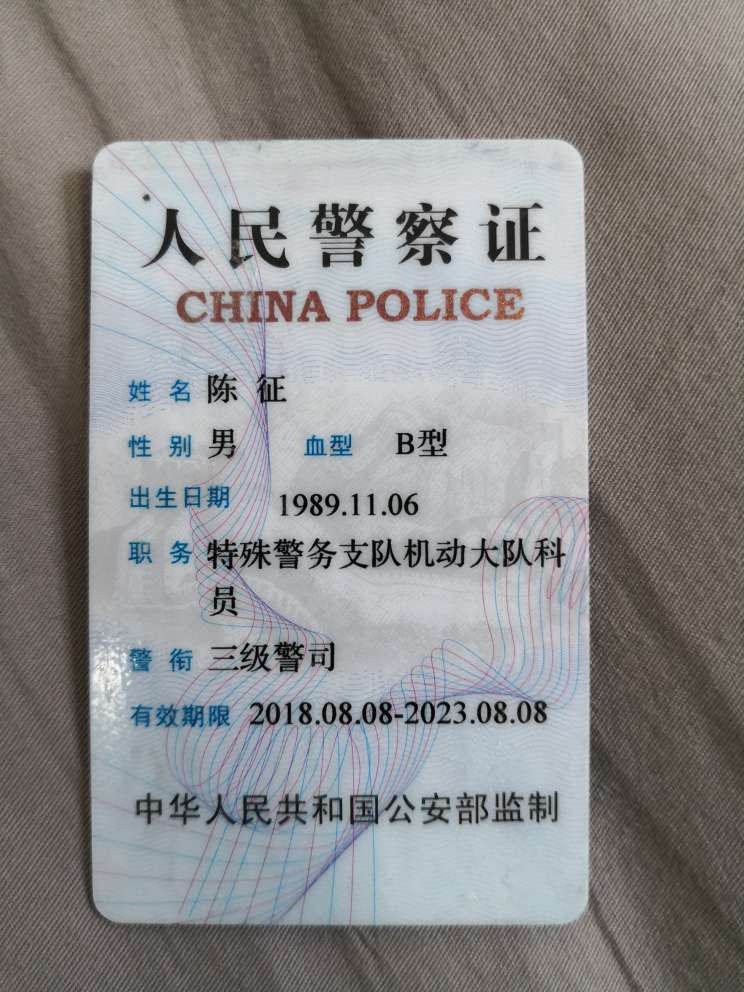 人民警察证
CHINA POLICE
姓名 陈征
性别 男 血型 B型
出生日期 1989.11.06
职务 特殊警务支队机动大队科
员
警衔 三级警司
有效期限 2018.08.08-2023.08.08
中华人民共和国公安部监制